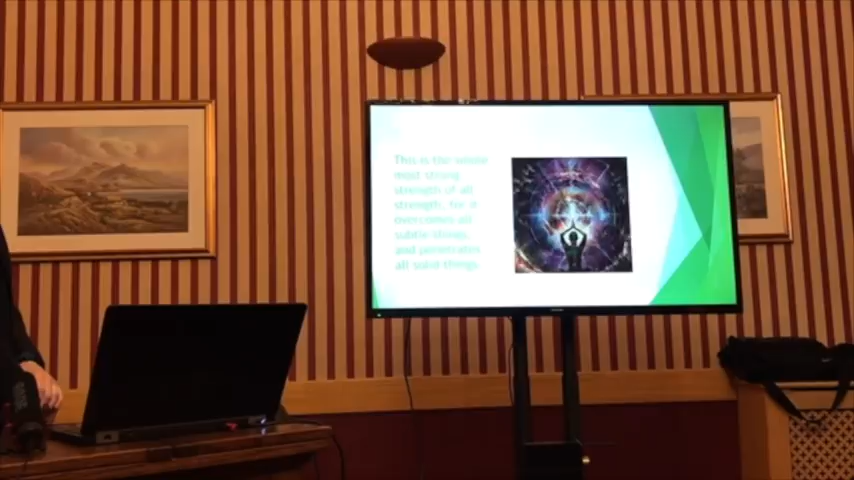 This is the whole
most strong
strength of all
strength, for it
overcomes all
subtle things,
and penetrates
all solid things.